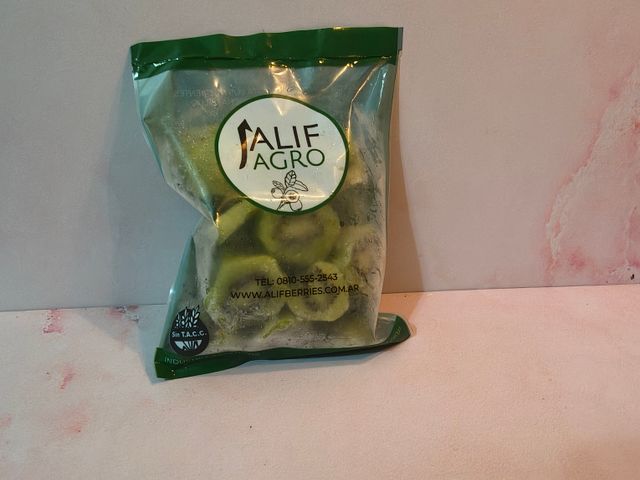 ALIF
AGRO
TEL: 0810-555-2543
WWW.ALIFBERRIES.COM.AR
Sin T.A.C.C.